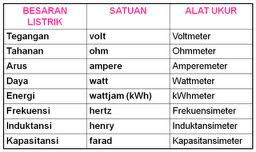 BESARAN LISTRIK SATUAN ALAT UKUR
Tegangan volt Voltmeter
Tahanan ohm Ohmmeter
Arus ampere Amperemeter
Daya watt Wattmeter
Energi wattjam (kWh) kWhmeter
Frekuensi hertz Frekuensimeter
Induktansi henry Induktansimeter
Kapasitansi farad Kapasitansimeter